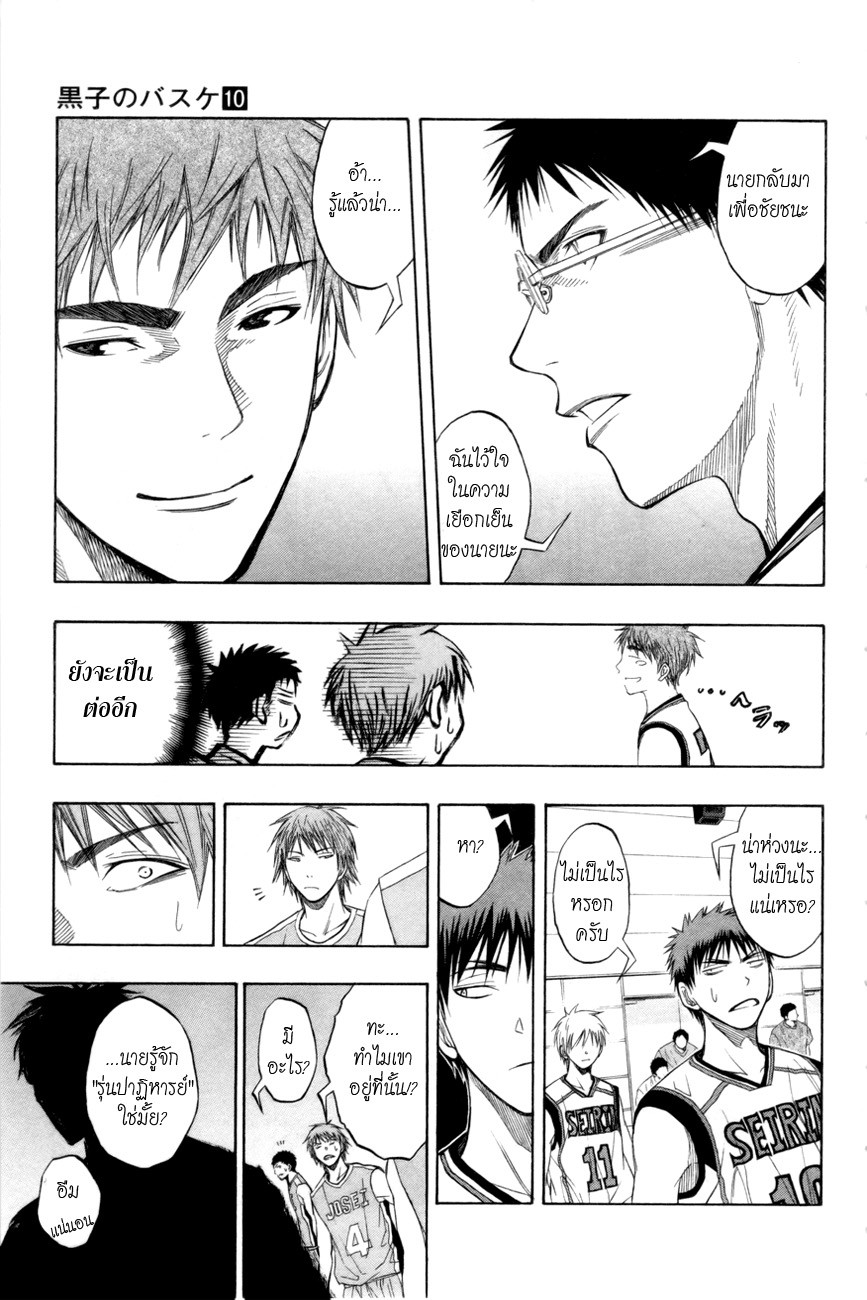 黒子のバスケ10
นายกลับมา
เพื่อชัยชนะ
อ้า...
รู้แล้วน่า...
ฉันไว้ใจ
ในความ
เยือกเย็น
ของนายนะ
...ヘラッ
ยังจะเป็น
ต่ออีก
น่าห่วงนะ...
ไม่เป็นไร
แน่เหรอ?
ไม่เป็นไร
หรอก
ครับ
SEIRIN
11
SEIRIN
10
หา?
ทะ...
ทำไมเขา
อยู่ที่นั้น!?
มี
อะไร?
JOSEI
4
...นายรู้จัก
"รุ่นปาฏิหารย์"
ใช่มั้ย?
อืม
แน่นอน